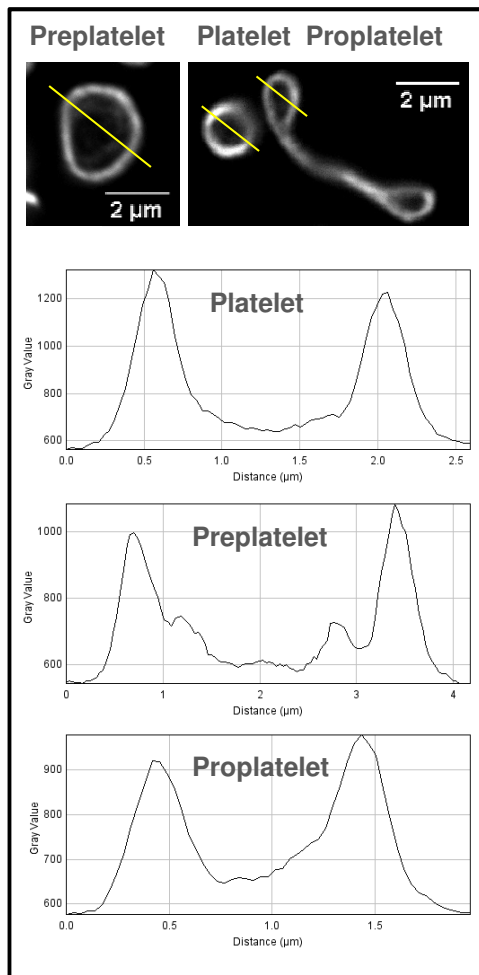 Preplatelet Platelet Proplatelet
2 µm
2 µm
Platelet
1200
1000
800
600
Gray Value
0.0 0.5 1.0 1.5 2.0 2.5
Distance (µm)
Preplatelet
1000
800
600
Gray Value
0 1 2 3 4
Distance (µm)
Proplatelet
900
800
700
600
Gray Value
0.0 0.5 1.0 1.5
Distance (µm)